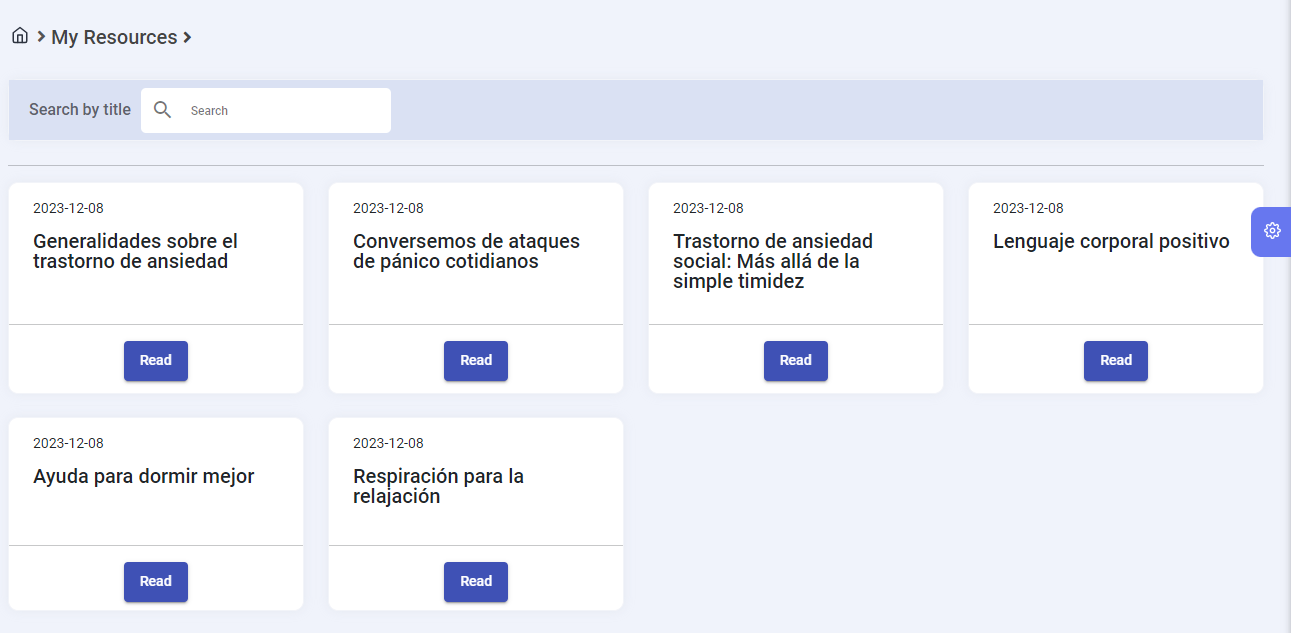 My Resources
Search by title
Search
2023-12-08
Generalidades sobre el
trastorno de ansiedad
Read
2023-12-08
Conversemos de ataques
de pánico cotidianos
Read
2023-12-08
Trastorno de ansiedad
social: Más allá de la
simple timidez
Read
2023-12-08
Lenguaje corporal positivo
Read
2023-12-08
Ayuda para dormir mejor
Read
2023-12-08
Respiración para la
relajación
Read